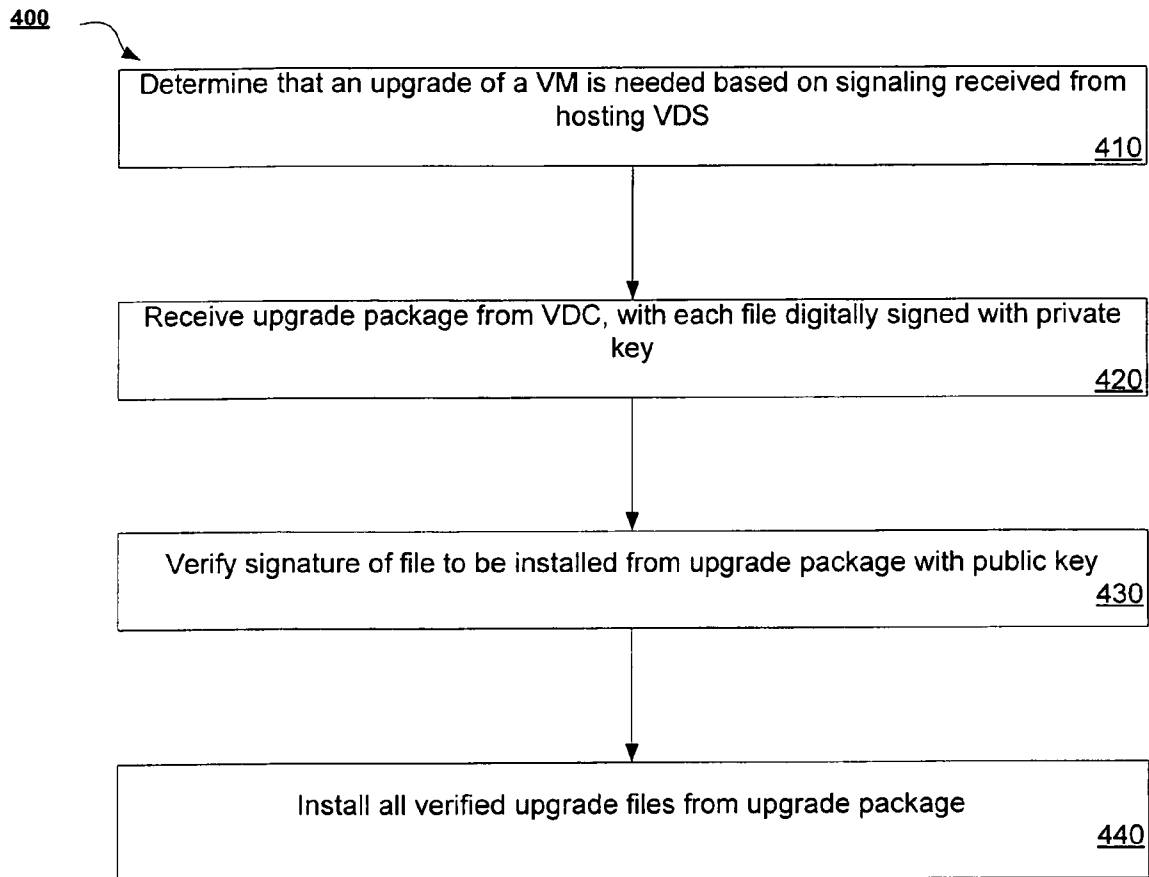 400
Determine that an upgrade of a VM is needed based on signaling received from
hosting VDS
410
Receive upgrade package from VDC, with each file digitally signed with private
key
420
Verify signature of file to be installed from upgrade package with public key
430
Install all verified upgrade files from upgrade package
440